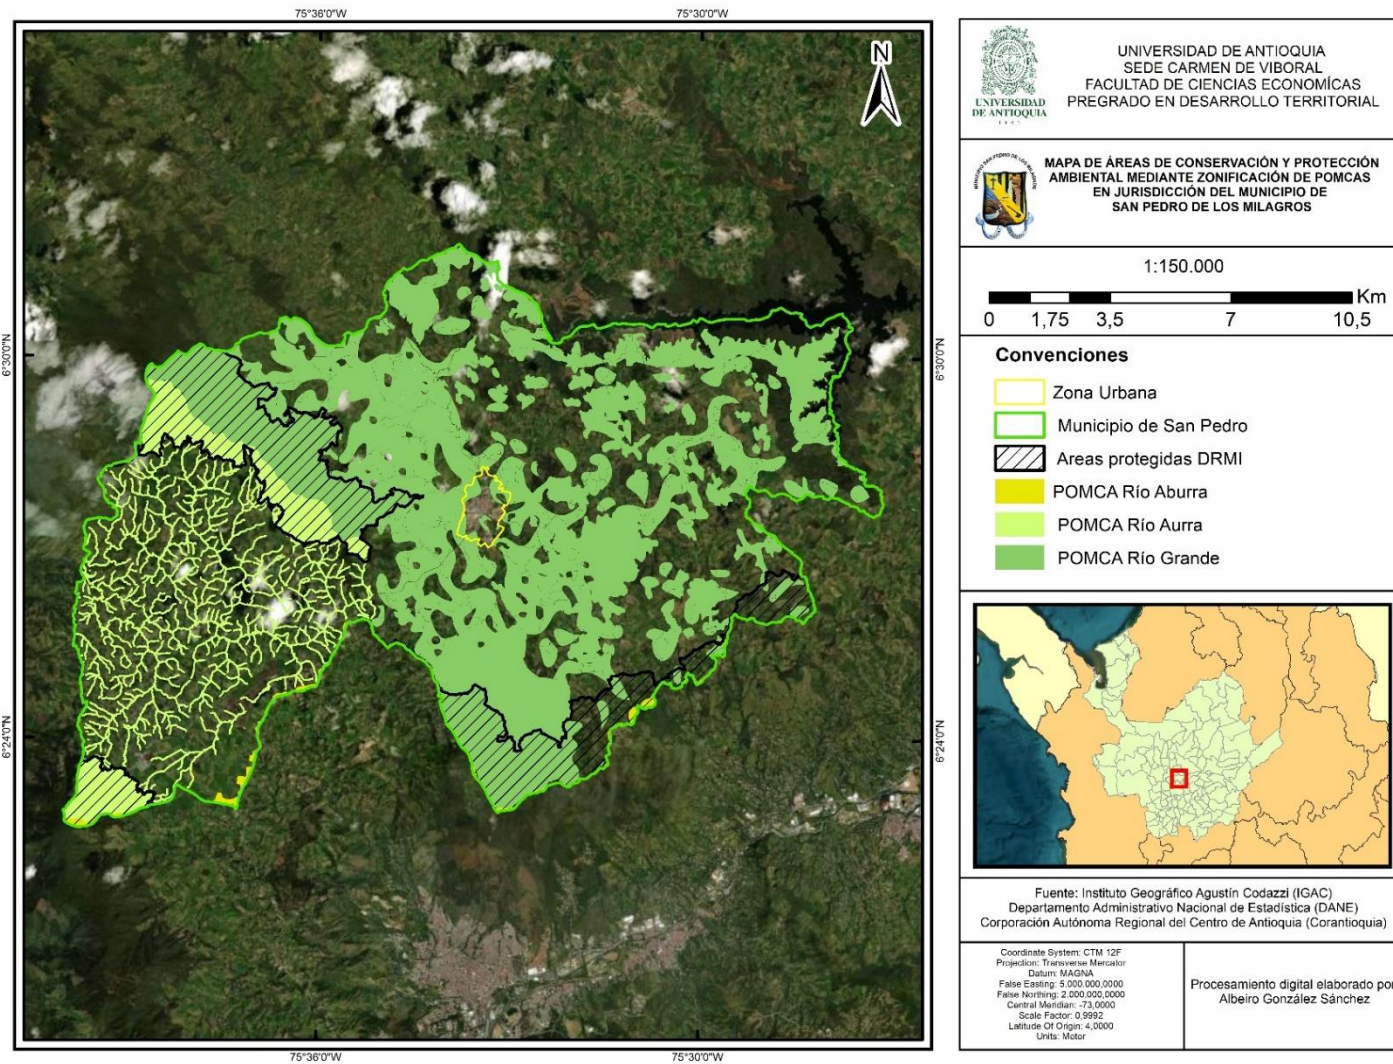 75°36'0"W
75°30'0"W
N
6°30'0"N
6°30'0"N
6°24'0"N
6°24'0"N
75°36'0"W
75°30'0"W
UNIVERSIDAD
DE ANTIOQUIA
UNIVERSIDAD DE ANTIOQUIA
SEDE CARMEN DE VIBORAL
FACULTAD DE CIENCIAS ECONOMÍCAS
PREGRADO EN DESARROLLO TERRITORIAL
MAPA DE ÁREAS DE CONSERVACIÓN Y PROTECCIÓN
AMBIENTAL MEDIANTE ZONIFICACIÓN DE POMCAS
EN JURISDICCIÓN DEL MUNICIPIO DE
SAN PEDRO DE LOS MILAGROS
1:150.000
Km
0 1,75 3,5 7 10,5
Convenciones
Zona Urbana
Municipio de San Pedro
Areas protegidas DRMI
POMCA Río Aburra
POMCA Río Aurra
POMCA Río Grande
Fuente: Instituto Geográfico Agustín Codazzi (IGAC)
Departamento Administrativo Nacional de Estadística (DANE)
Corporación Autónoma Regional del Centro de Antioquia (Corantioquia)
Coordinate System: CTM 12F
Projection: Transverse Mercator
Datum: MAGNA
False Easting: 5.000.000,0000
False Northing: 2.000.000,0000
Central Meridian: -73,0000
Scale Factor: 0,9992
Latitude Of Origin: 4,0000
Units: Meter
Procesamiento digital elaborado por
Albeiro González Sánchez